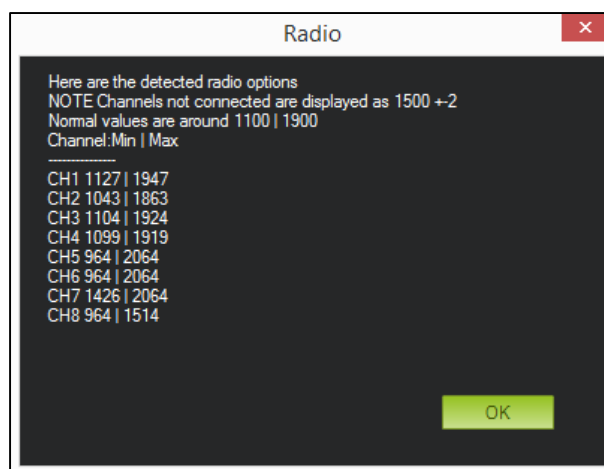 Radio
Here are the detected radio options
NOTE Channels not connected are displayed as 1500 +-2
Normal values are around 1100 | 1900
Channel:Min | Max
---------------
CH1 1127 | 1947
CH2 1043 | 1863
CH3 1104 | 1924
CH4 1099 | 1919
CH5 964 | 2064
CH6 964 | 2064
CH7 1426 | 2064
CH8 964 | 1514
OK